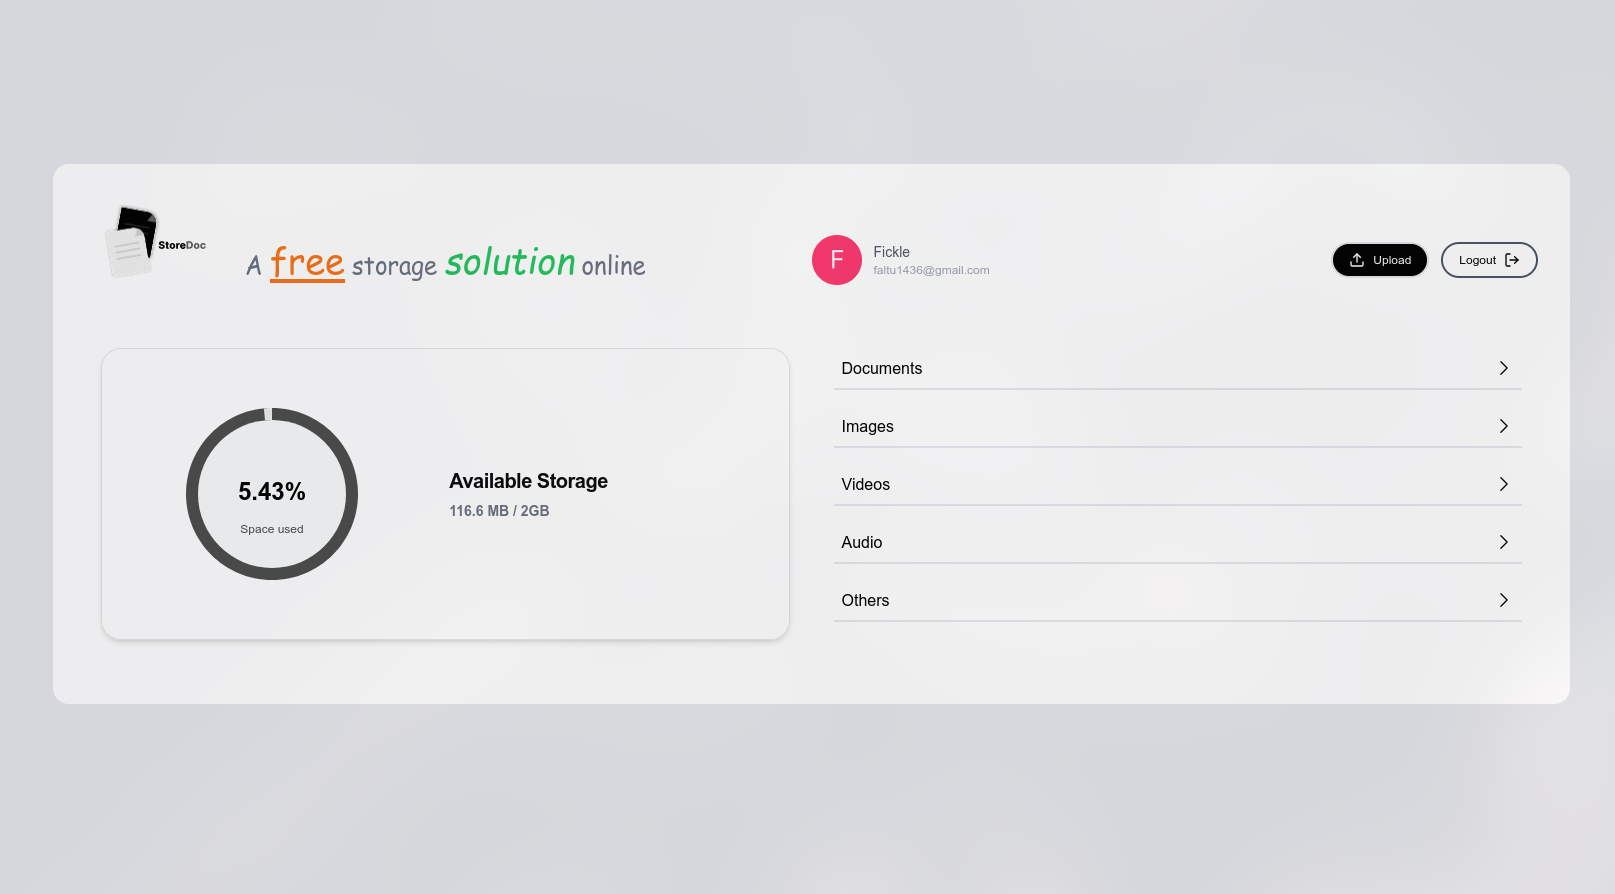 StoreDoc
A free storage solution online
F
Fickle
faltu1436@gmail.com
Upload
Logout
5.43%
Space used
Available Storage
116.6 MB / 2GB
Documents
Images
Videos
Audio
Others